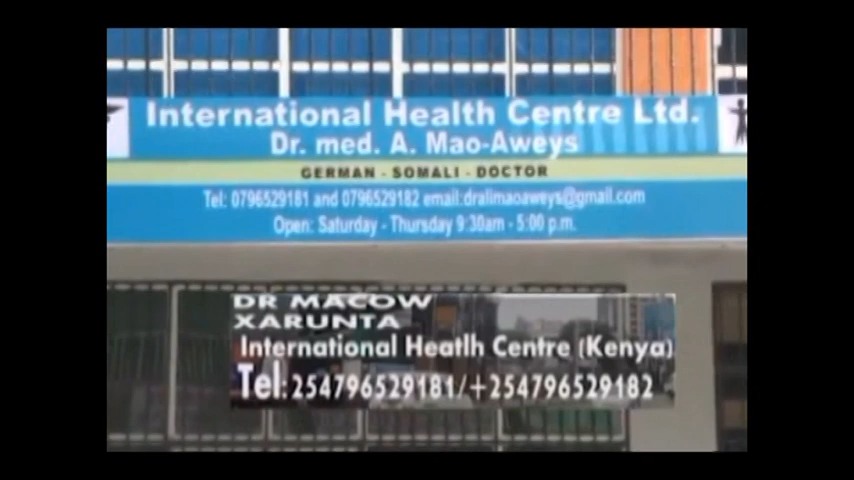 International Health Centre Ltd.
Dr. med. A. Mao-Aweys
GERMAN - SOMALI - DOCTOR
Tel: 0796529181 and 0796529182 email:dralimaoaweys@gmail.com
Open: Saturday - Thursday 9:30am - 5:00 p.m.
DR MACOW
XARUNTA
International Heatlh Centre (Kenya)
Tel:254796529181/+254796529182